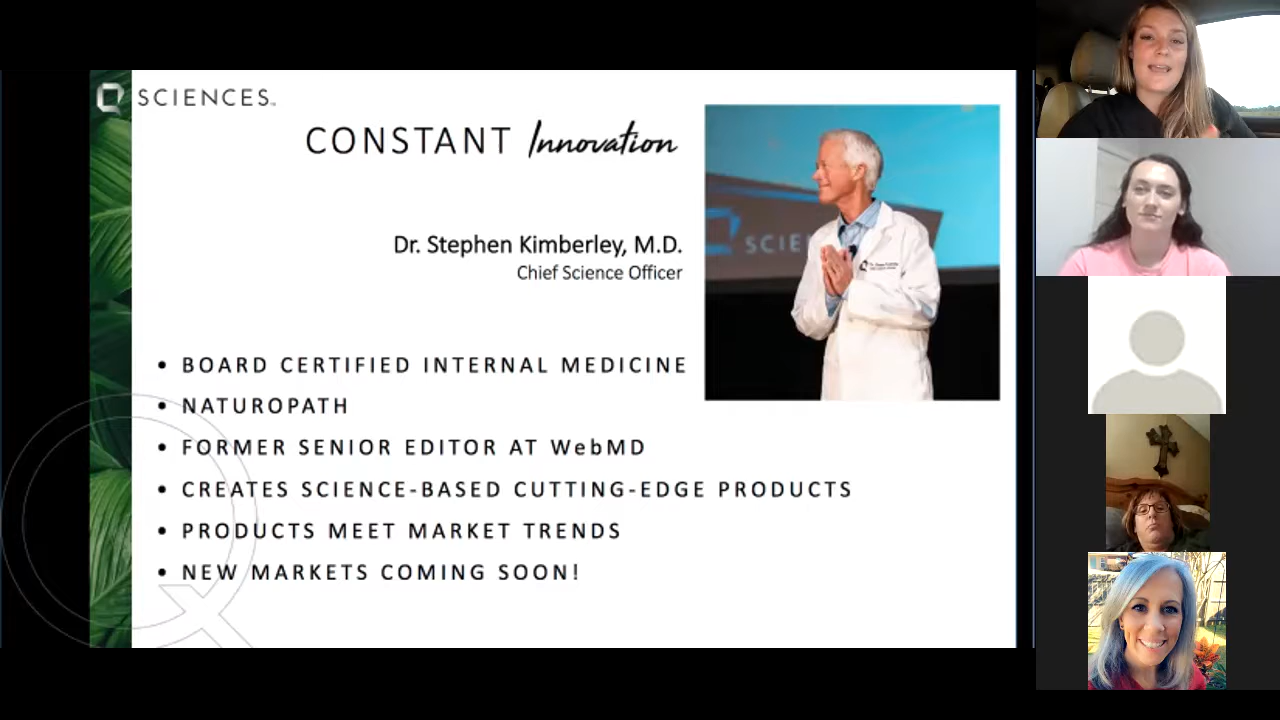 Q SCIENCES
CONSTANT Innovation
Dr. Stephen Kimberley, M.D.
Chief Science Officer
SCIE
• BOARD CERTIFIED INTERNAL MEDICINE
• NATUROPATH
• FORMER SENIOR EDITOR AT WebMD
• CREATES SCIENCE-BASED CUTTING-EDGE PRODUCTS
• PRODUCTS MEET MARKET TRENDS
• NEW MARKETS COMING SOON!